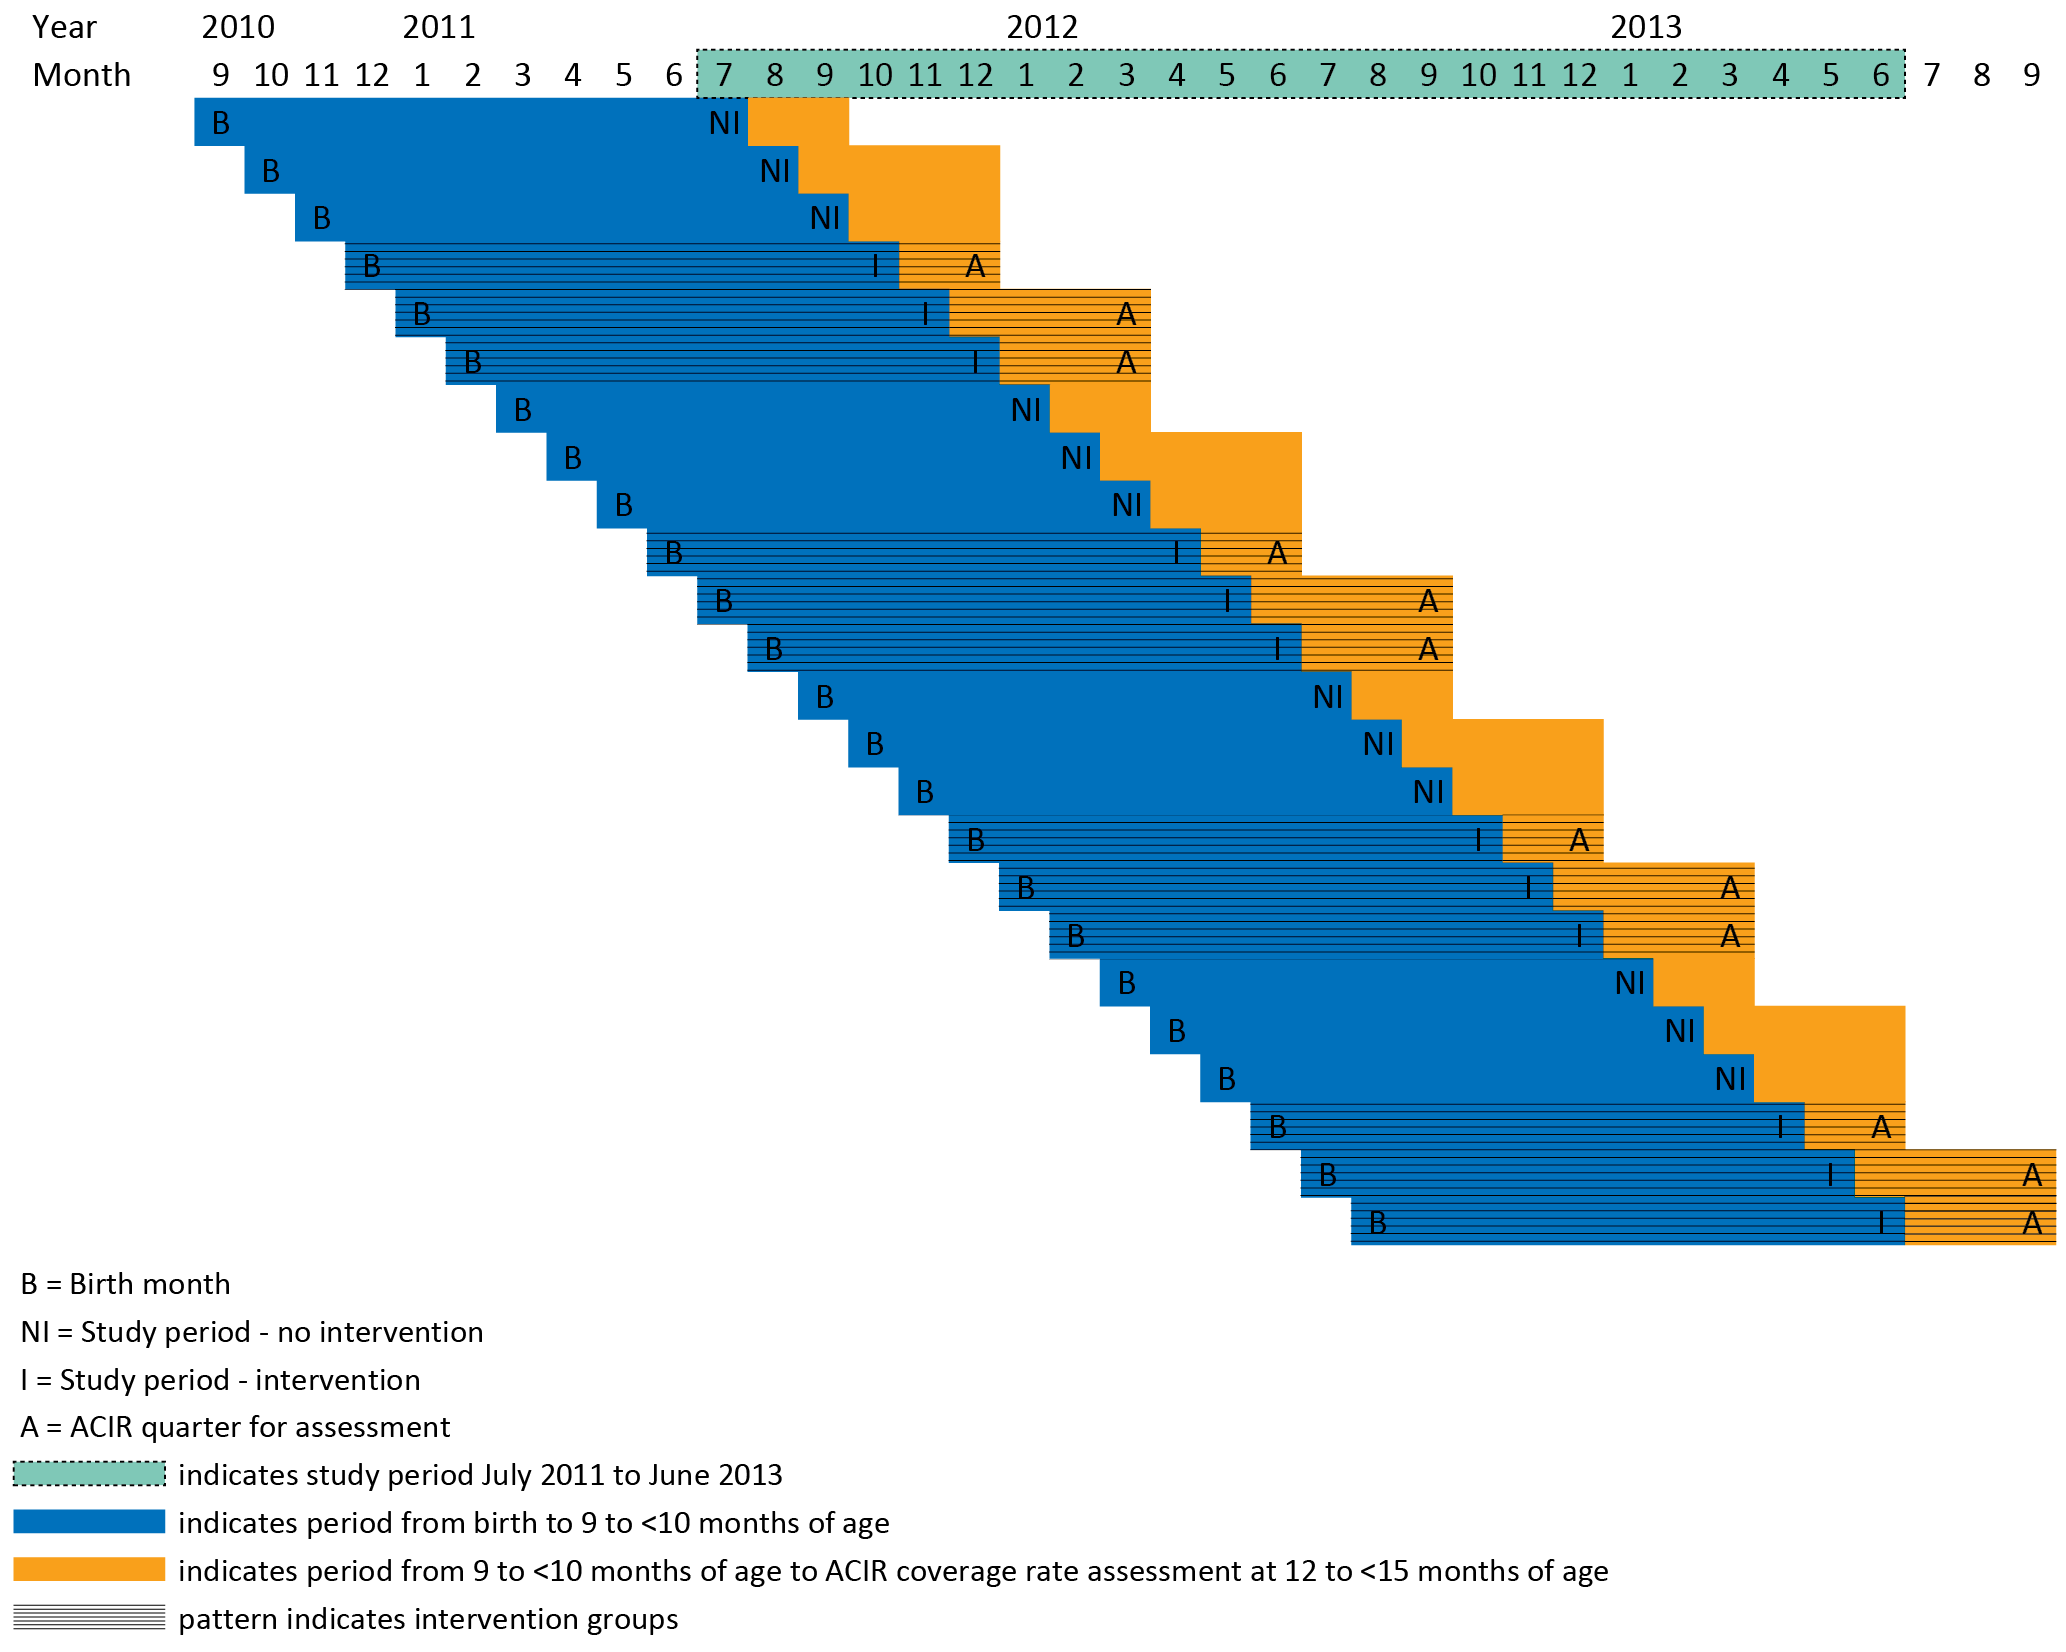 Year 2010 2011 2012 2013
Month 9 10 11 12 1 2 3 4 5 6 7 8 9 10 11 12 1 2 3 4 5 6 7 8 9 10 11 12 1 2 3 4 5 6 7 8 9
B NI
B NI
B NI
B I A
B I A
B I A
B NI
B NI
B NI
B I A
B I A
B I A
B NI
B NI
B NI
B I A
B I A
B I A
B NI
B NI
B NI
B I A
B I A
B I A
B = Birth month
NI = Study period - no intervention
I = Study period - intervention
A = ACIR quarter for assessment
indicates study period July 2011 to June 2013
indicates period from birth to 9 to <10 months of age
indicates period from 9 to <10 months of age to ACIR coverage rate assessment at 12 to <15 months of age
pattern indicates intervention groups